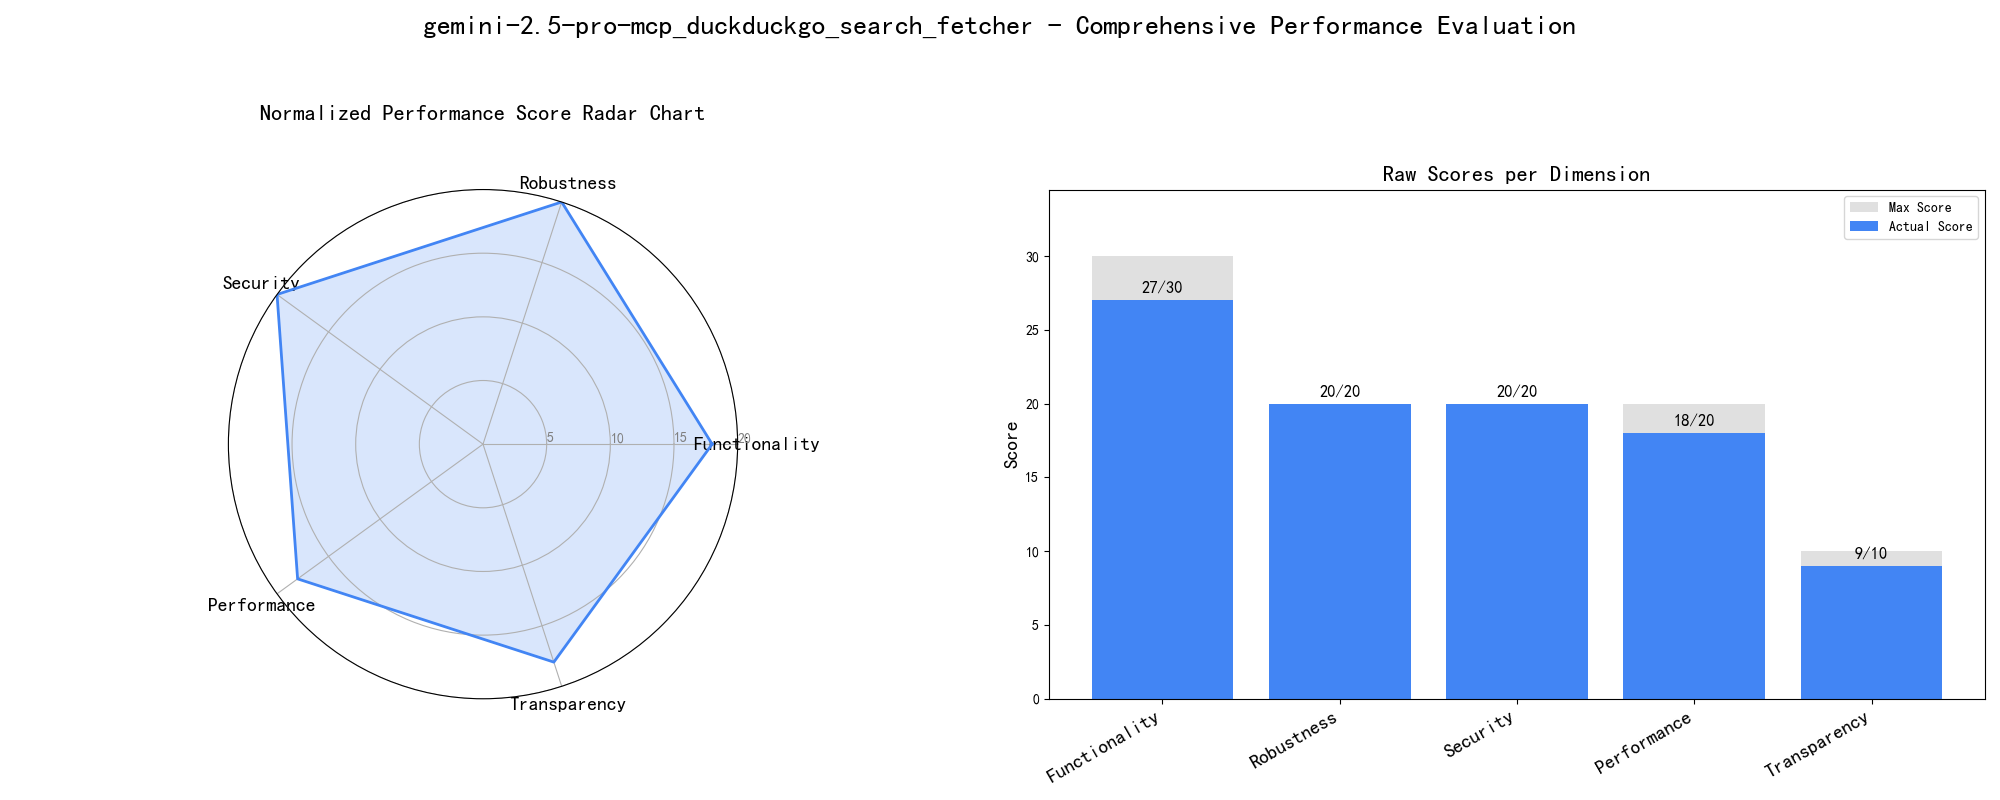 gemini-2.5-pro-mcp_duckduckgo_search_fetcher - Comprehensive Performance Evaluation
Normalized Performance Score Radar Chart
Robustness
Security
Functionality
5
10
15
20
Performance
Transparency
Raw Scores per Dimension
Max Score
Actual Score
Score
30
25
20
15
10
5
0
27/30
20/20
20/20
18/20
9/10
Functionality
Robustness
Security
Performance
Transparency